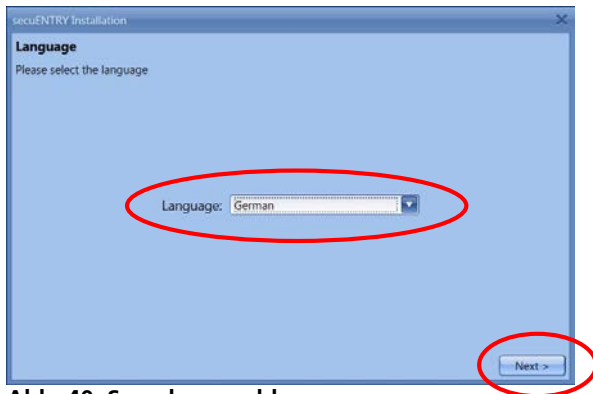 secuENTRY Installation
Language
Please select the language
Language: German
Next >